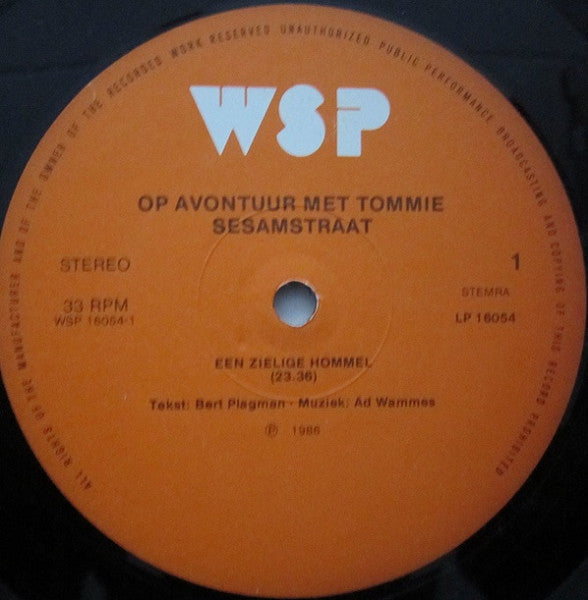 ALL RIGHTS OF THE MANUFACTURER AND OF THE OWNER OF THE RECORDED WORK RESERVED UNAUTHORIZED PUBLIC PERFORMANCE BROADCASTING AND COPYING OF THIS RECORD PROHIBITED
WSP
OP AVONTUUR MET TOMMIE
SESAMSTRAAT
STEREO
1
33 RPM
WSP 16054-1
STEMRA
LP 16054
EEN ZIELIGE HOMMEL
(23.36)
Tekst: Bert Plagman - Muziek: Ad Wammes
℗ 1986